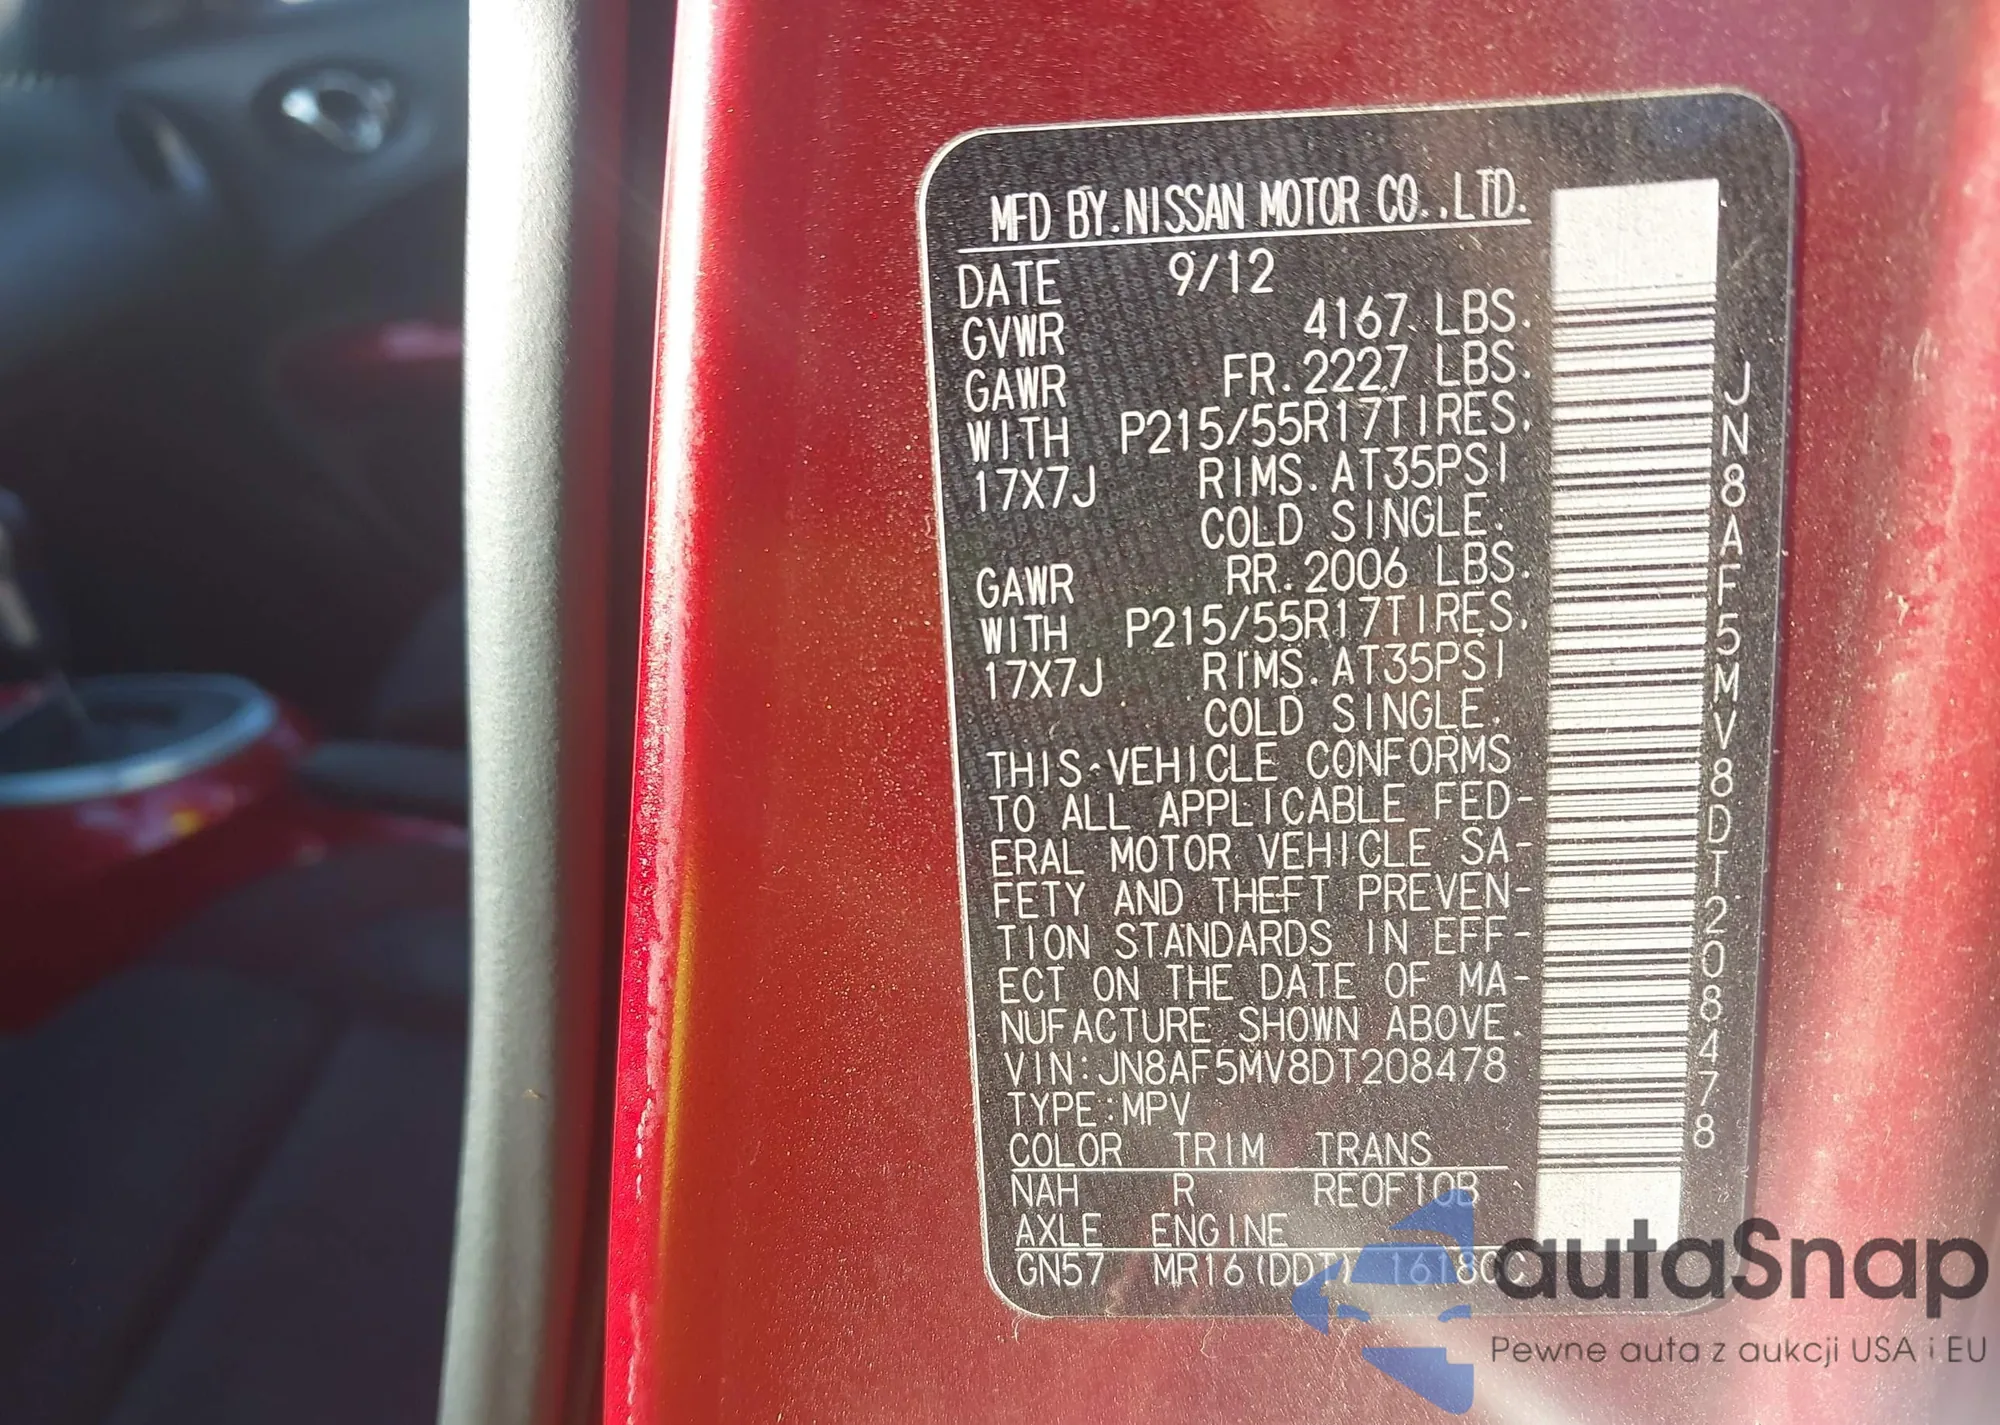 MFD BY.NISSAN MOTOR CO.,LTD.
DATE 9/12
GVWR 4167 LBS.
GAWR FR.2227 LBS.
WITH P215/55R17TIRES.
17X7J RIMS.AT35PSI
COLD SINGLE.
GAWR RR.2006 LBS.
WITH P215/55R17TIRES.
17X7J RIMS.AT35PSI
COLD SINGLE.
THIS VEHICLE CONFORMS
TO ALL APPLICABLE FED-
ERAL MOTOR VEHICLE SA-
FETY AND THEFT PREVEN-
TION STANDARDS IN EFF-
ECT ON THE DATE OF MA-
NUFACTURE SHOWN ABOVE.
VIN:JN8AF5MV8DT208478
TYPE:MPV
COLOR TRIM TRANS
NAH R RE0F10B
AXLE ENGINE
GN57 MR16(DDT) 1618CC
JN8AF5MV8DT208478
autaSnap
Pewne auta z aukcji USA i EU